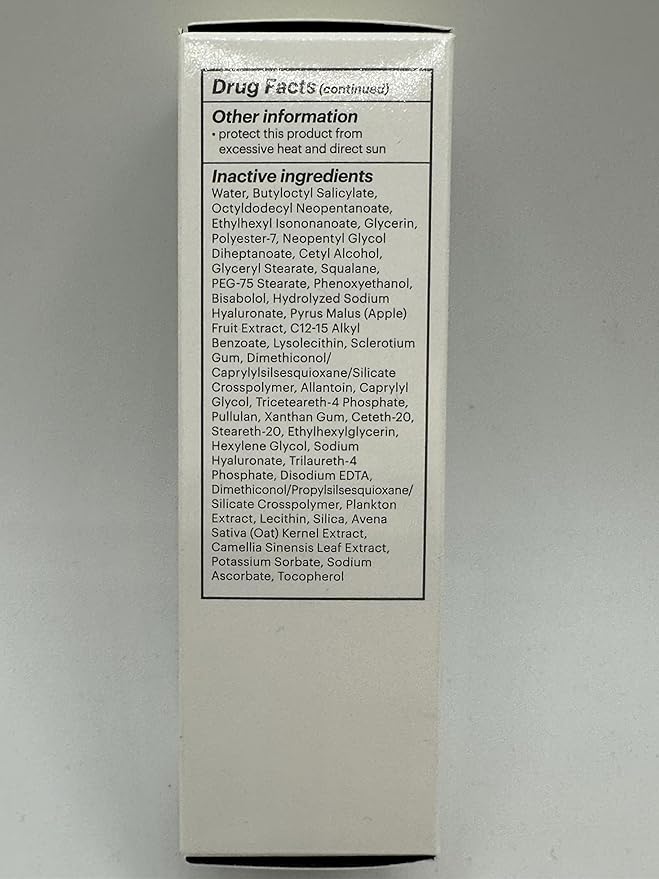 Drug Facts (continued)
Other information
• protect this product from
excessive heat and direct sun
Inactive ingredients
Water, Butyloctyl Salicylate,
Octyldodecyl Neopentanoate,
Ethylhexyl Isononanoate, Glycerin,
Polyester-7, Neopentyl Glycol
Diheptanoate, Cetyl Alcohol,
Glyceryl Stearate, Squalane,
PEG-75 Stearate, Phenoxyethanol,
Bisabolol, Hydrolyzed Sodium
Hyaluronate, Pyrus Malus (Apple)
Fruit Extract, C12-15 Alkyl
Benzoate, Lysolecithin, Sclerotium
Gum, Dimethiconol/
Caprylylsilsesquioxane/Silicate
Crosspolymer, Allantoin, Caprylyl
Glycol, Triceteareth-4 Phosphate,
Pullulan, Xanthan Gum, Ceteth-20,
Steareth-20, Ethylhexylglycerin,
Hexylene Glycol, Sodium
Hyaluronate, Trilaureth-4
Phosphate, Disodium EDTA,
Dimethiconol/Propylsilsesquioxane/
Silicate Crosspolymer, Plankton
Extract, Lecithin, Silica, Avena
Sativa (Oat) Kernel Extract,
Camellia Sinensis Leaf Extract,
Potassium Sorbate, Sodium
Ascorbate, Tocopherol